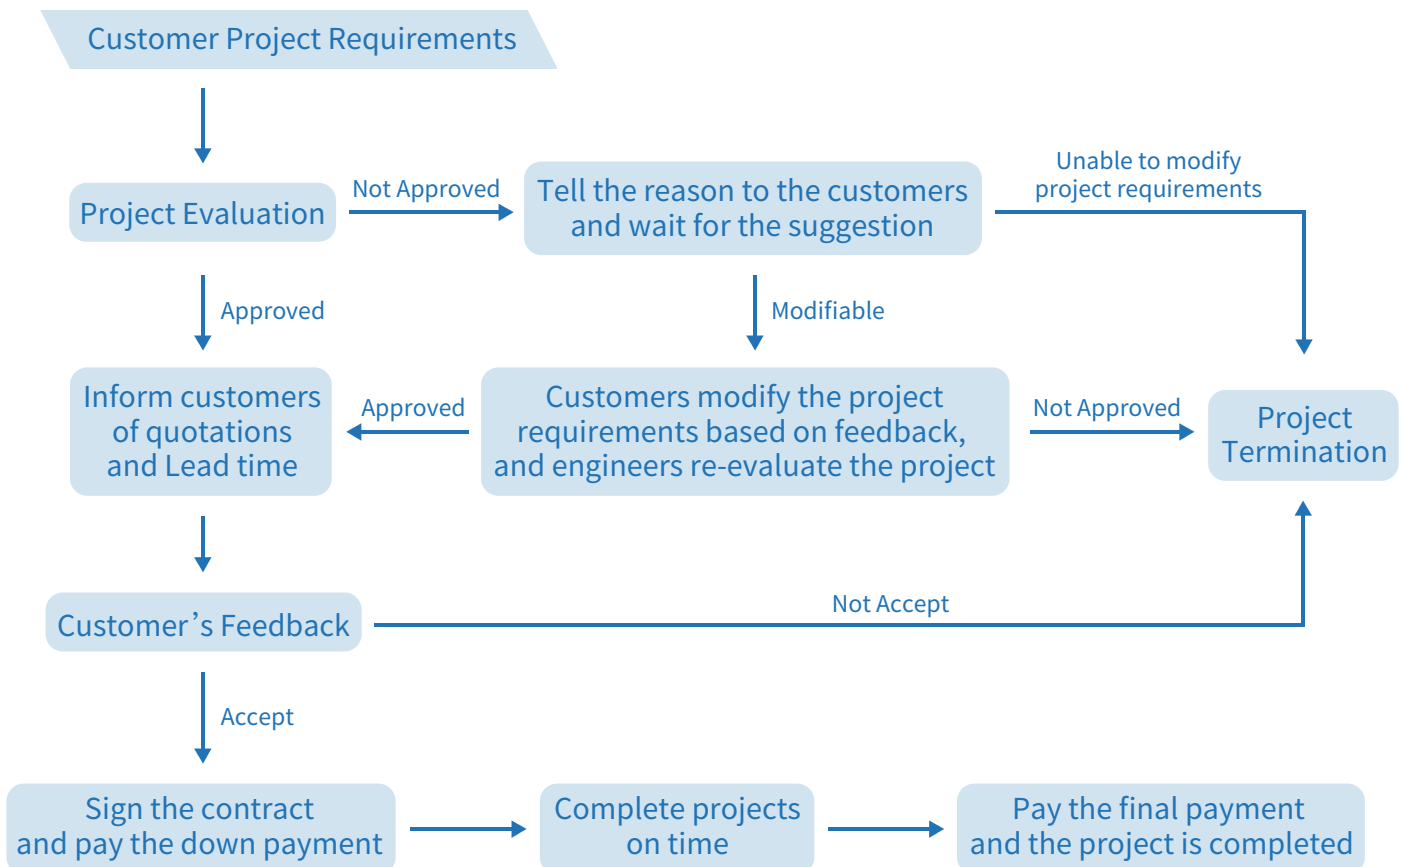 Customer Project Requirements
Unable to modify
project requirements
Not Approved
Project Evaluation
Tell the reason to the customers
and wait for the suggestion
Approved
Modifiable
Inform customers
of quotations
and Lead time
Approved
Customers modify the project
requirements based on feedback,
and engineers re-evaluate the project
Not Approved
Project
Termination
Customer’s Feedback
Not Accept
Accept
Sign the contract
and pay the down payment
Complete projects
on time
Pay the final payment
and the project is completed